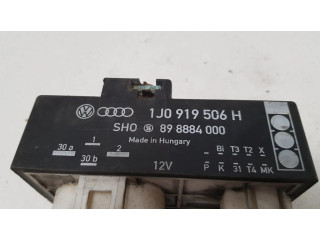 1J0 919 506 H
SHO 89 8884 000
Made in Hungary
1
30 a 2
30 b
12V
– Bi T3 T2 X
P K 31 T4 MK